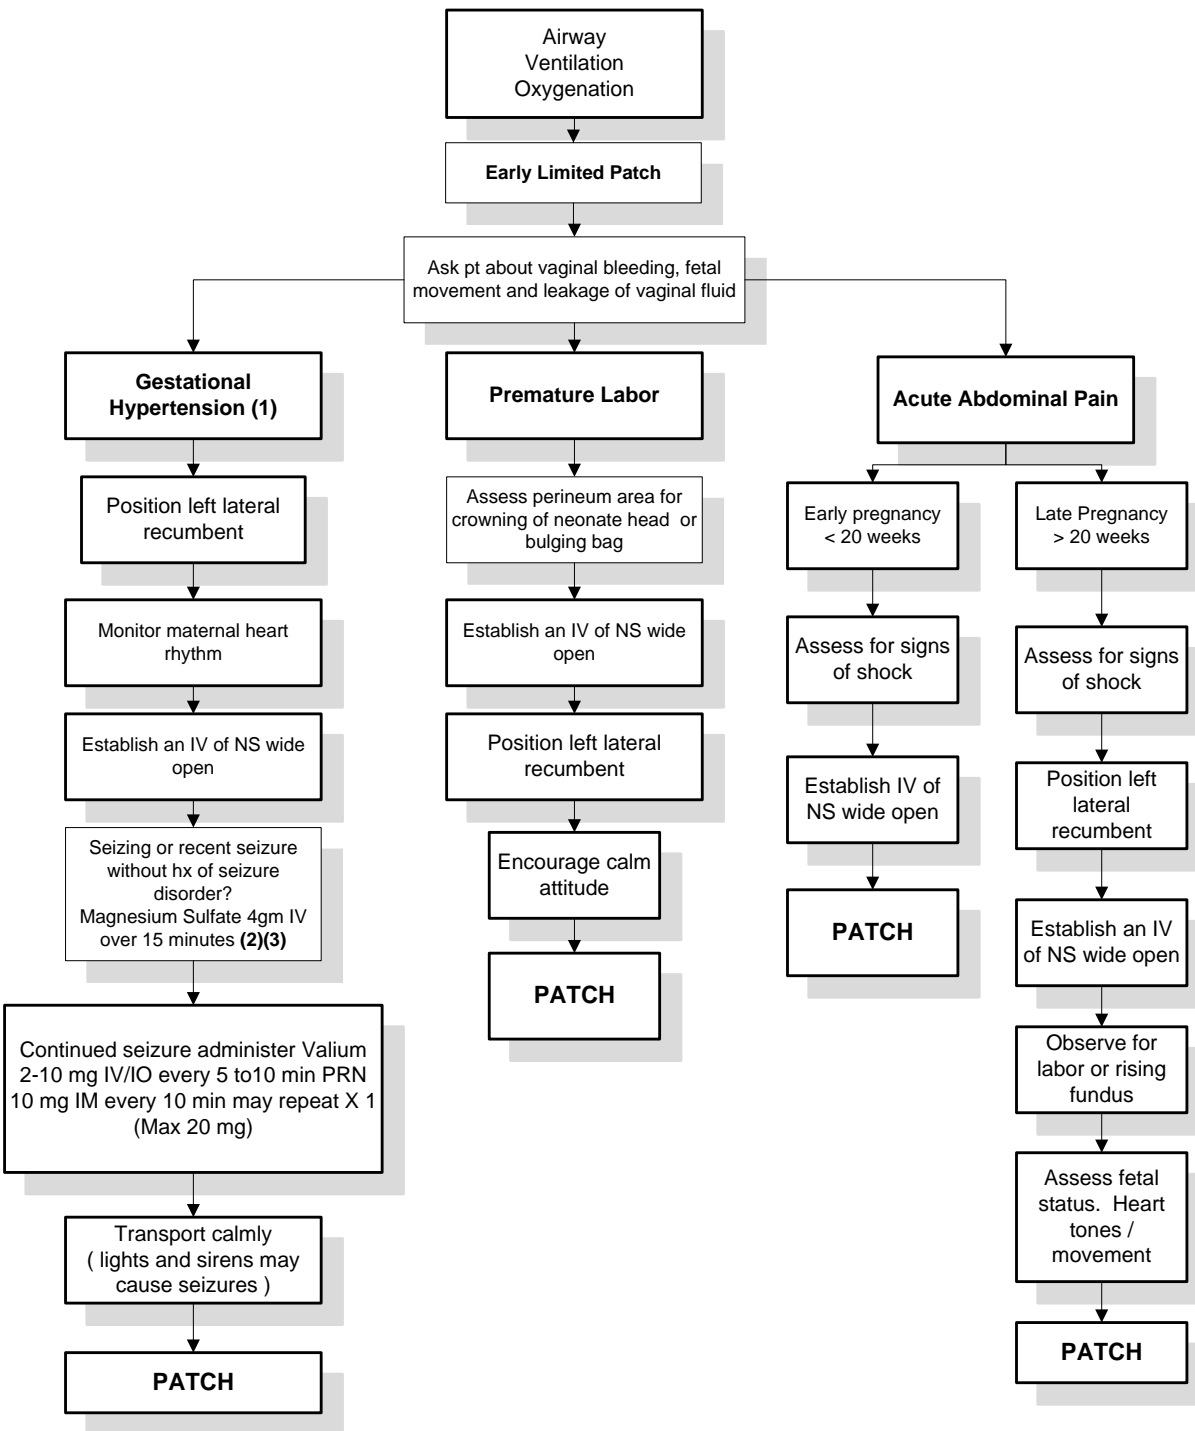 Airway
Ventilation
Oxygenation
Early Limited Patch
Ask pt about vaginal bleeding, fetal
movement and leakage of vaginal fluid
Gestational
Hypertension (1)
Position left lateral
recumbent
Monitor maternal heart
rhythm
Establish an IV of NS wide
open
Seizing or recent seizure
without hx of seizure
disorder?
Magnesium Sulfate 4gm IV
over 15 minutes (2)(3)
Continued seizure administer Valium
2-10 mg IV/IO every 5 to10 min PRN
10 mg IM every 10 min may repeat X 1
(Max 20 mg)
Transport calmly
( lights and sirens may
cause seizures )
PATCH
Premature Labor
Assess perineum area for
crowning of neonate head or
bulging bag
Establish an IV of NS wide
open
Position left lateral
recumbent
Encourage calm
attitude
PATCH
Acute Abdominal Pain
Early pregnancy
< 20 weeks
Assess for signs
of shock
Establish IV of
NS wide open
PATCH
Late Pregnancy
> 20 weeks
Assess for signs
of shock
Position left
lateral
recumbent
Establish an IV
of NS wide open
Observe for
labor or rising
fundus
Assess fetal
status. Heart
tones /
movement
PATCH